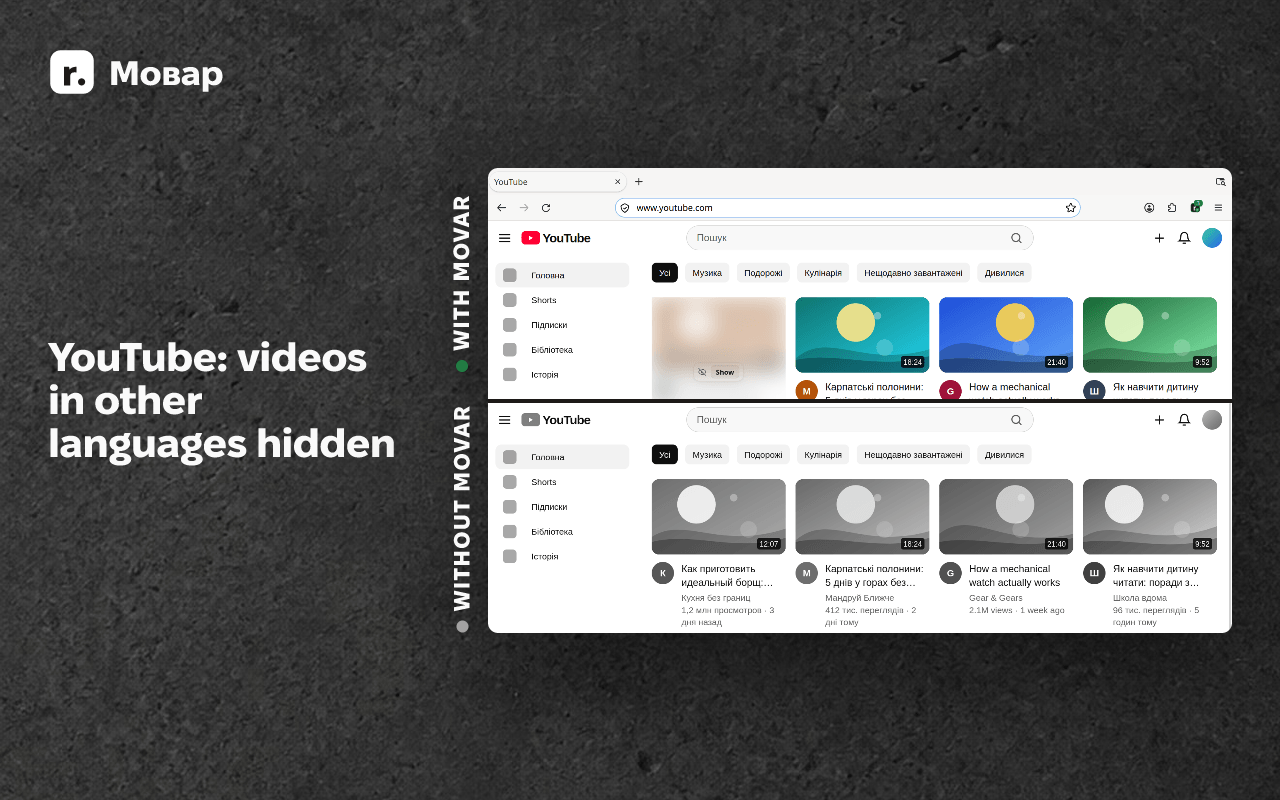 r. Мовар
YouTube: videos
in other
languages hidden
WITH MOVAR
WITHOUT MOVAR
YouTube
www.youtube.com
YouTube
Пошук
Головна
Shorts
Підписки
Бібліотека
Історія
Усі Музика Подорожі Кулінарія Нещодавно завантажені Дивилися
Show
18:24
21:40
9:52
М Карпатські полонини:
G How a mechanical
Ш Як навчити дитину
YouTube
Пошук
Головна
Shorts
Підписки
Бібліотека
Історія
Усі Музика Подорожі Кулінарія Нещодавно завантажені Дивилися
12:07
18:24
21:40
9:52
К Как приготовить
идеальный борщ:...
Кухня без границ
1,2 млн просмотров · 3
дня назад
М Карпатські полонини:
5 днів у горах без...
Мандруй Ближче
412 тис. переглядів · 2
дні тому
G How a mechanical
watch actually works
Gear & Gears
2.1M views · 1 week ago
Ш Як навчити дитину
читати: поради з...
Школа вдома
96 тис. переглядів · 5
годин тому